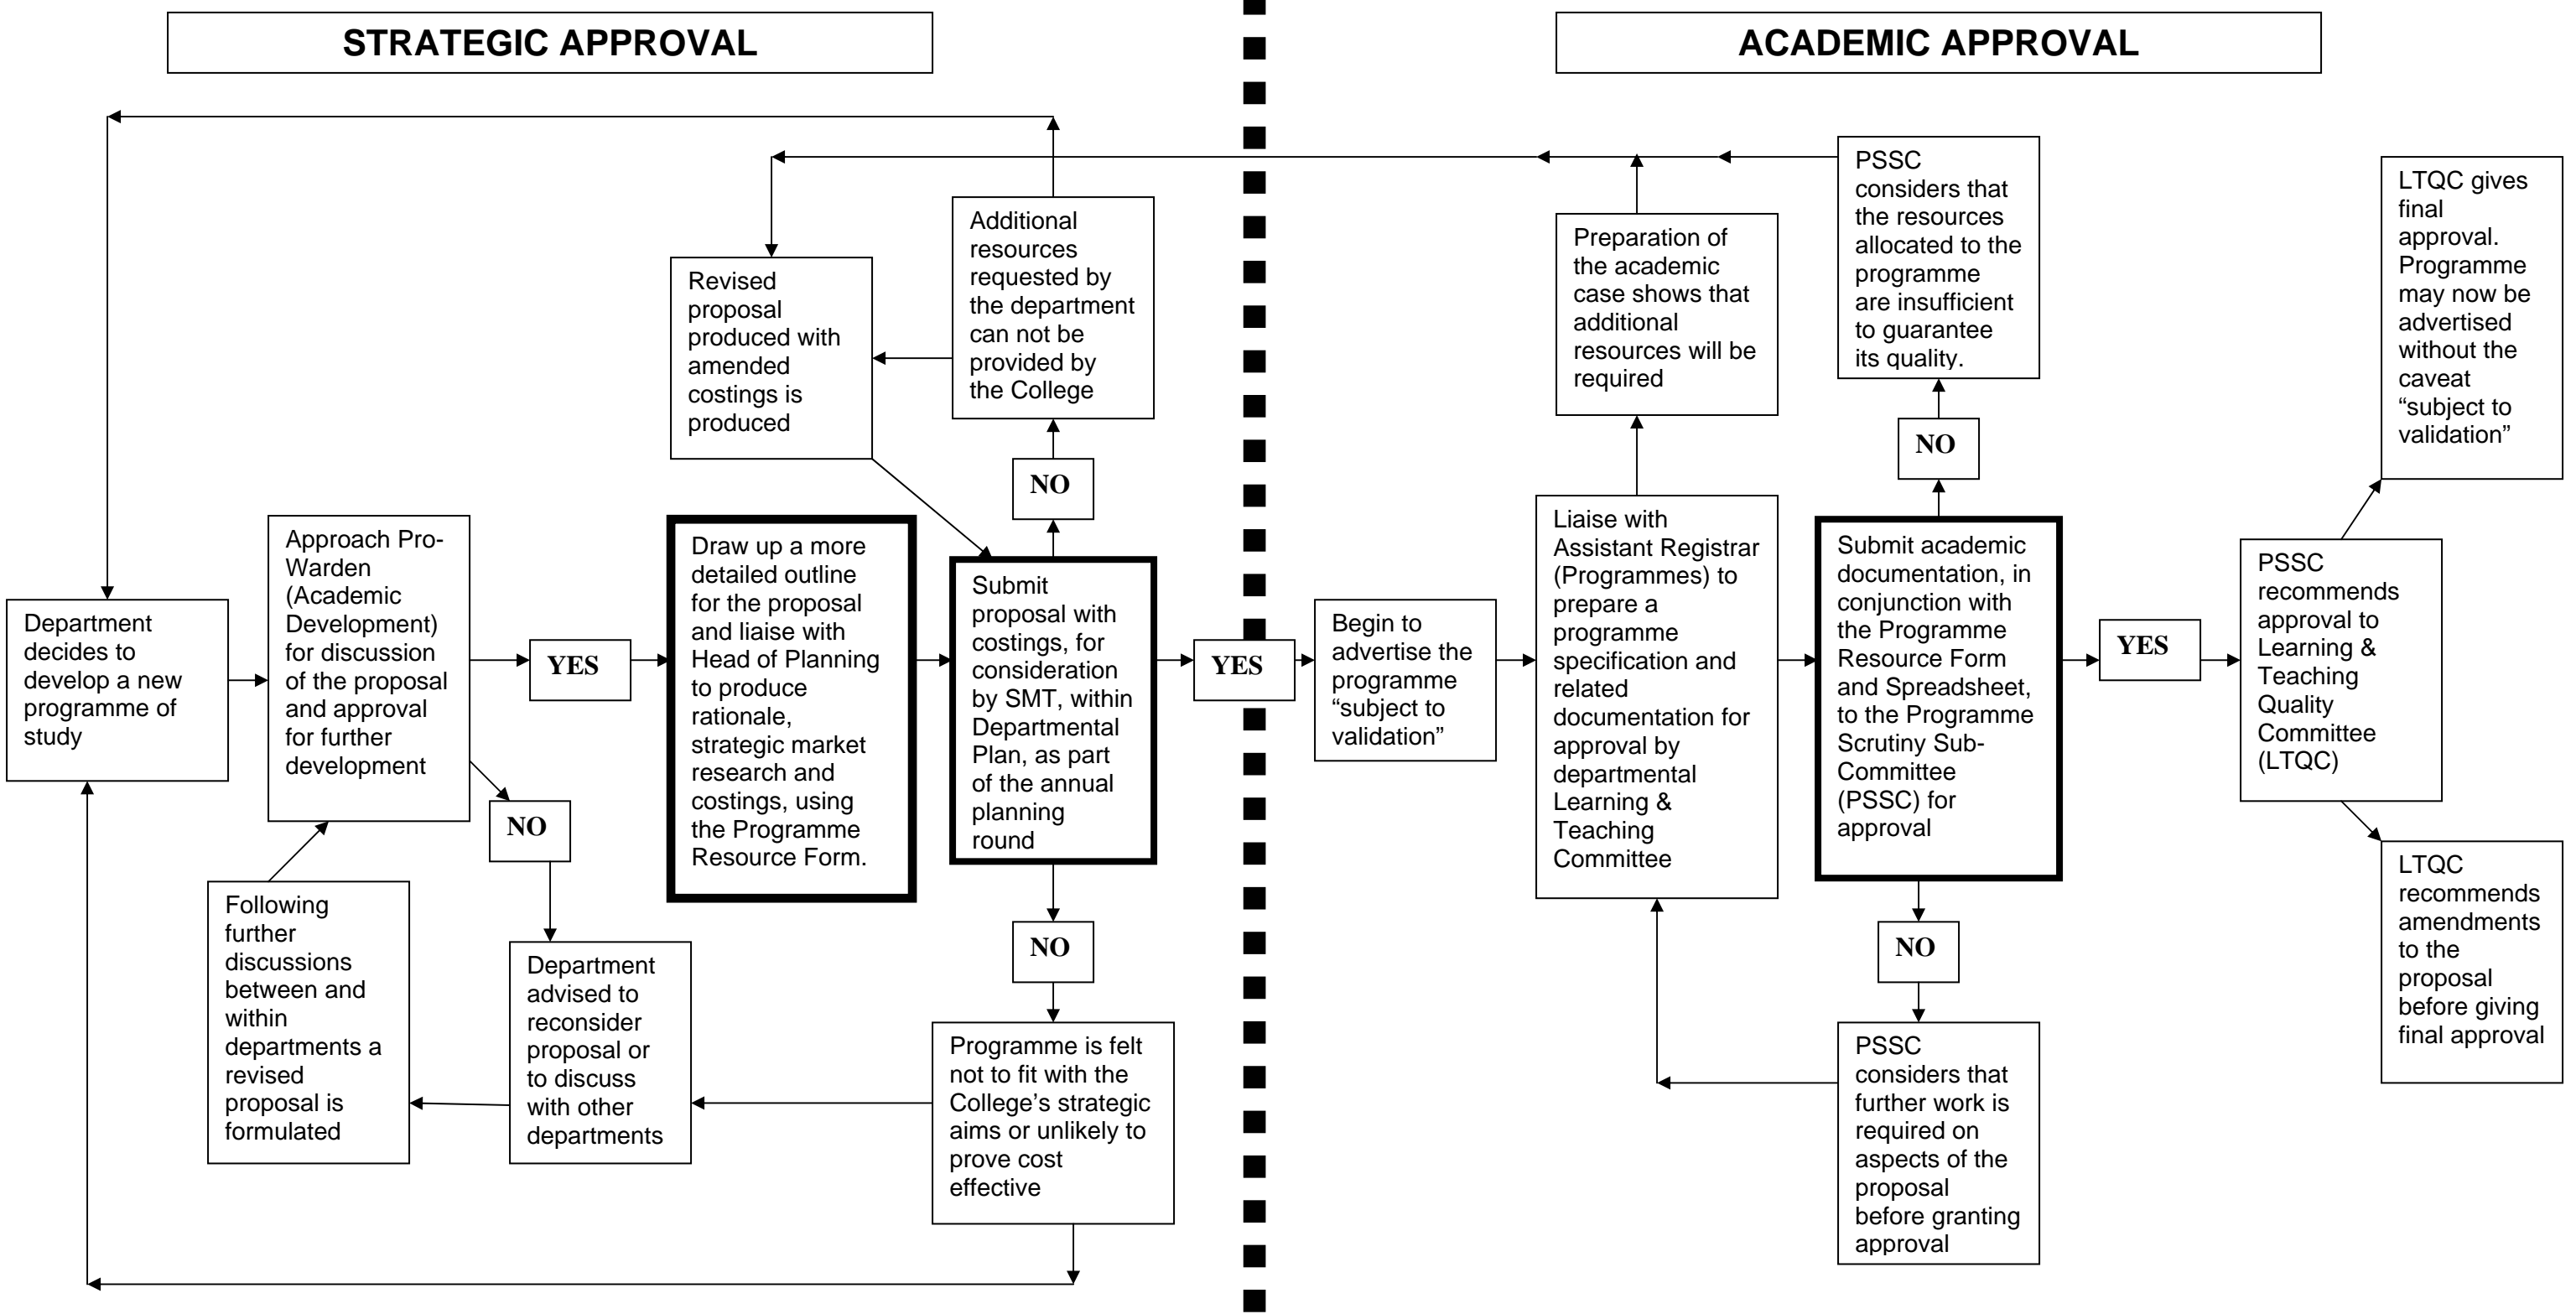 STRATEGIC APPROVAL
ACADEMIC APPROVAL
Department
decides to
develop a new
programme of
study
Approach Pro-
Warden
(Academic
Development)
for discussion
of the proposal
and approval
for further
development
YES
NO
Following
further
discussions
between and
within
departments a
revised
proposal is
formulated
Department
advised to
reconsider
proposal or
to discuss
with other
departments
Draw up a more
detailed outline
for the proposal
and liaise with
Head of Planning
to produce
rationale,
strategic market
research and
costings, using
the Programme
Resource Form.
Revised
proposal
produced with
amended
costings is
produced
Additional
resources
requested by
the department
can not be
provided by
the College
NO
Submit
proposal with
costings, for
consideration
by SMT, within
Departmental
Plan, as part
of the annual
planning
round
NO
Programme is felt
not to fit with the
College’s strategic
aims or unlikely to
prove cost
effective
YES
Begin to
advertise the
programme
“subject to
validation”
Preparation of
the academic
case shows that
additional
resources will be
required
Liaise with
Assistant Registrar
(Programmes) to
prepare a
programme
specification and
related
documentation for
approval by
departmental
Learning &
Teaching
Committee
PSSC
considers that
the resources
allocated to the
programme
are insufficient
to guarantee
its quality.
NO
Submit academic
documentation, in
conjunction with
the Programme
Resource Form
and Spreadsheet,
to the Programme
Scrutiny Sub-
Committee
(PSSC) for
approval
NO
PSSC
considers that
further work is
required on
aspects of the
proposal
before granting
approval
YES
PSSC
recommends
approval to
Learning &
Teaching
Quality
Committee
(LTQC)
LTQC gives
final
approval.
Programme
may now be
advertised
without the
caveat
“subject to
validation”
LTQC
recommends
amendments
to the
proposal
before giving
final approval